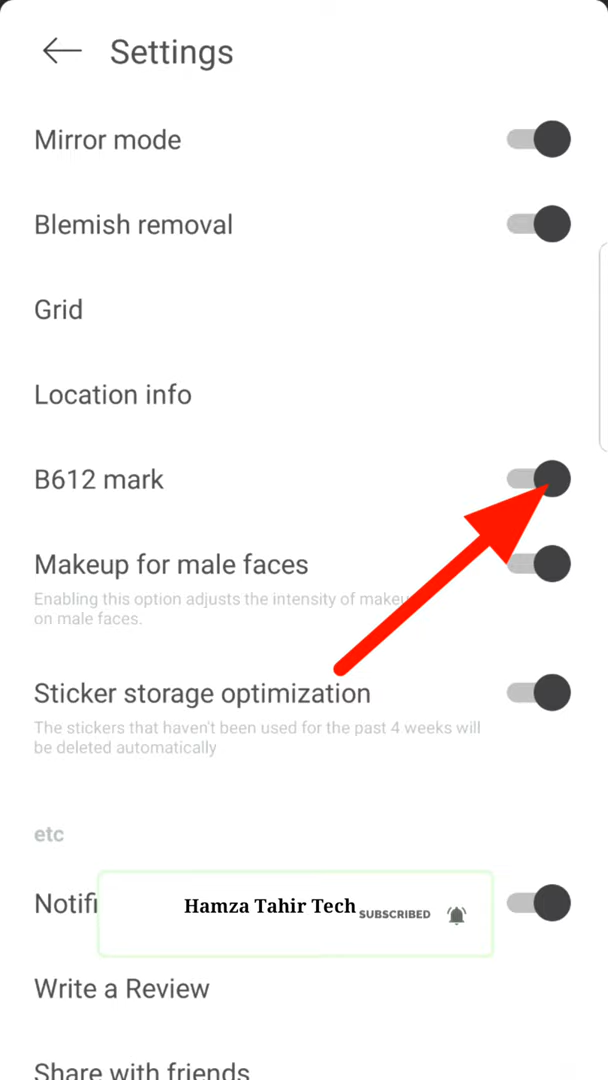 Settings
Mirror mode
Blemish removal
Grid
Location info
B612 mark
Makeup for male faces
Enabling this option adjusts the intensity of
on male faces.
Sticker storage optimization
The stickers that haven't been used for the past 4 weeks will
be deleted automatically
etc
Hamza Tahir Tech SUBSCRIBED
Write a Review
Share with friends